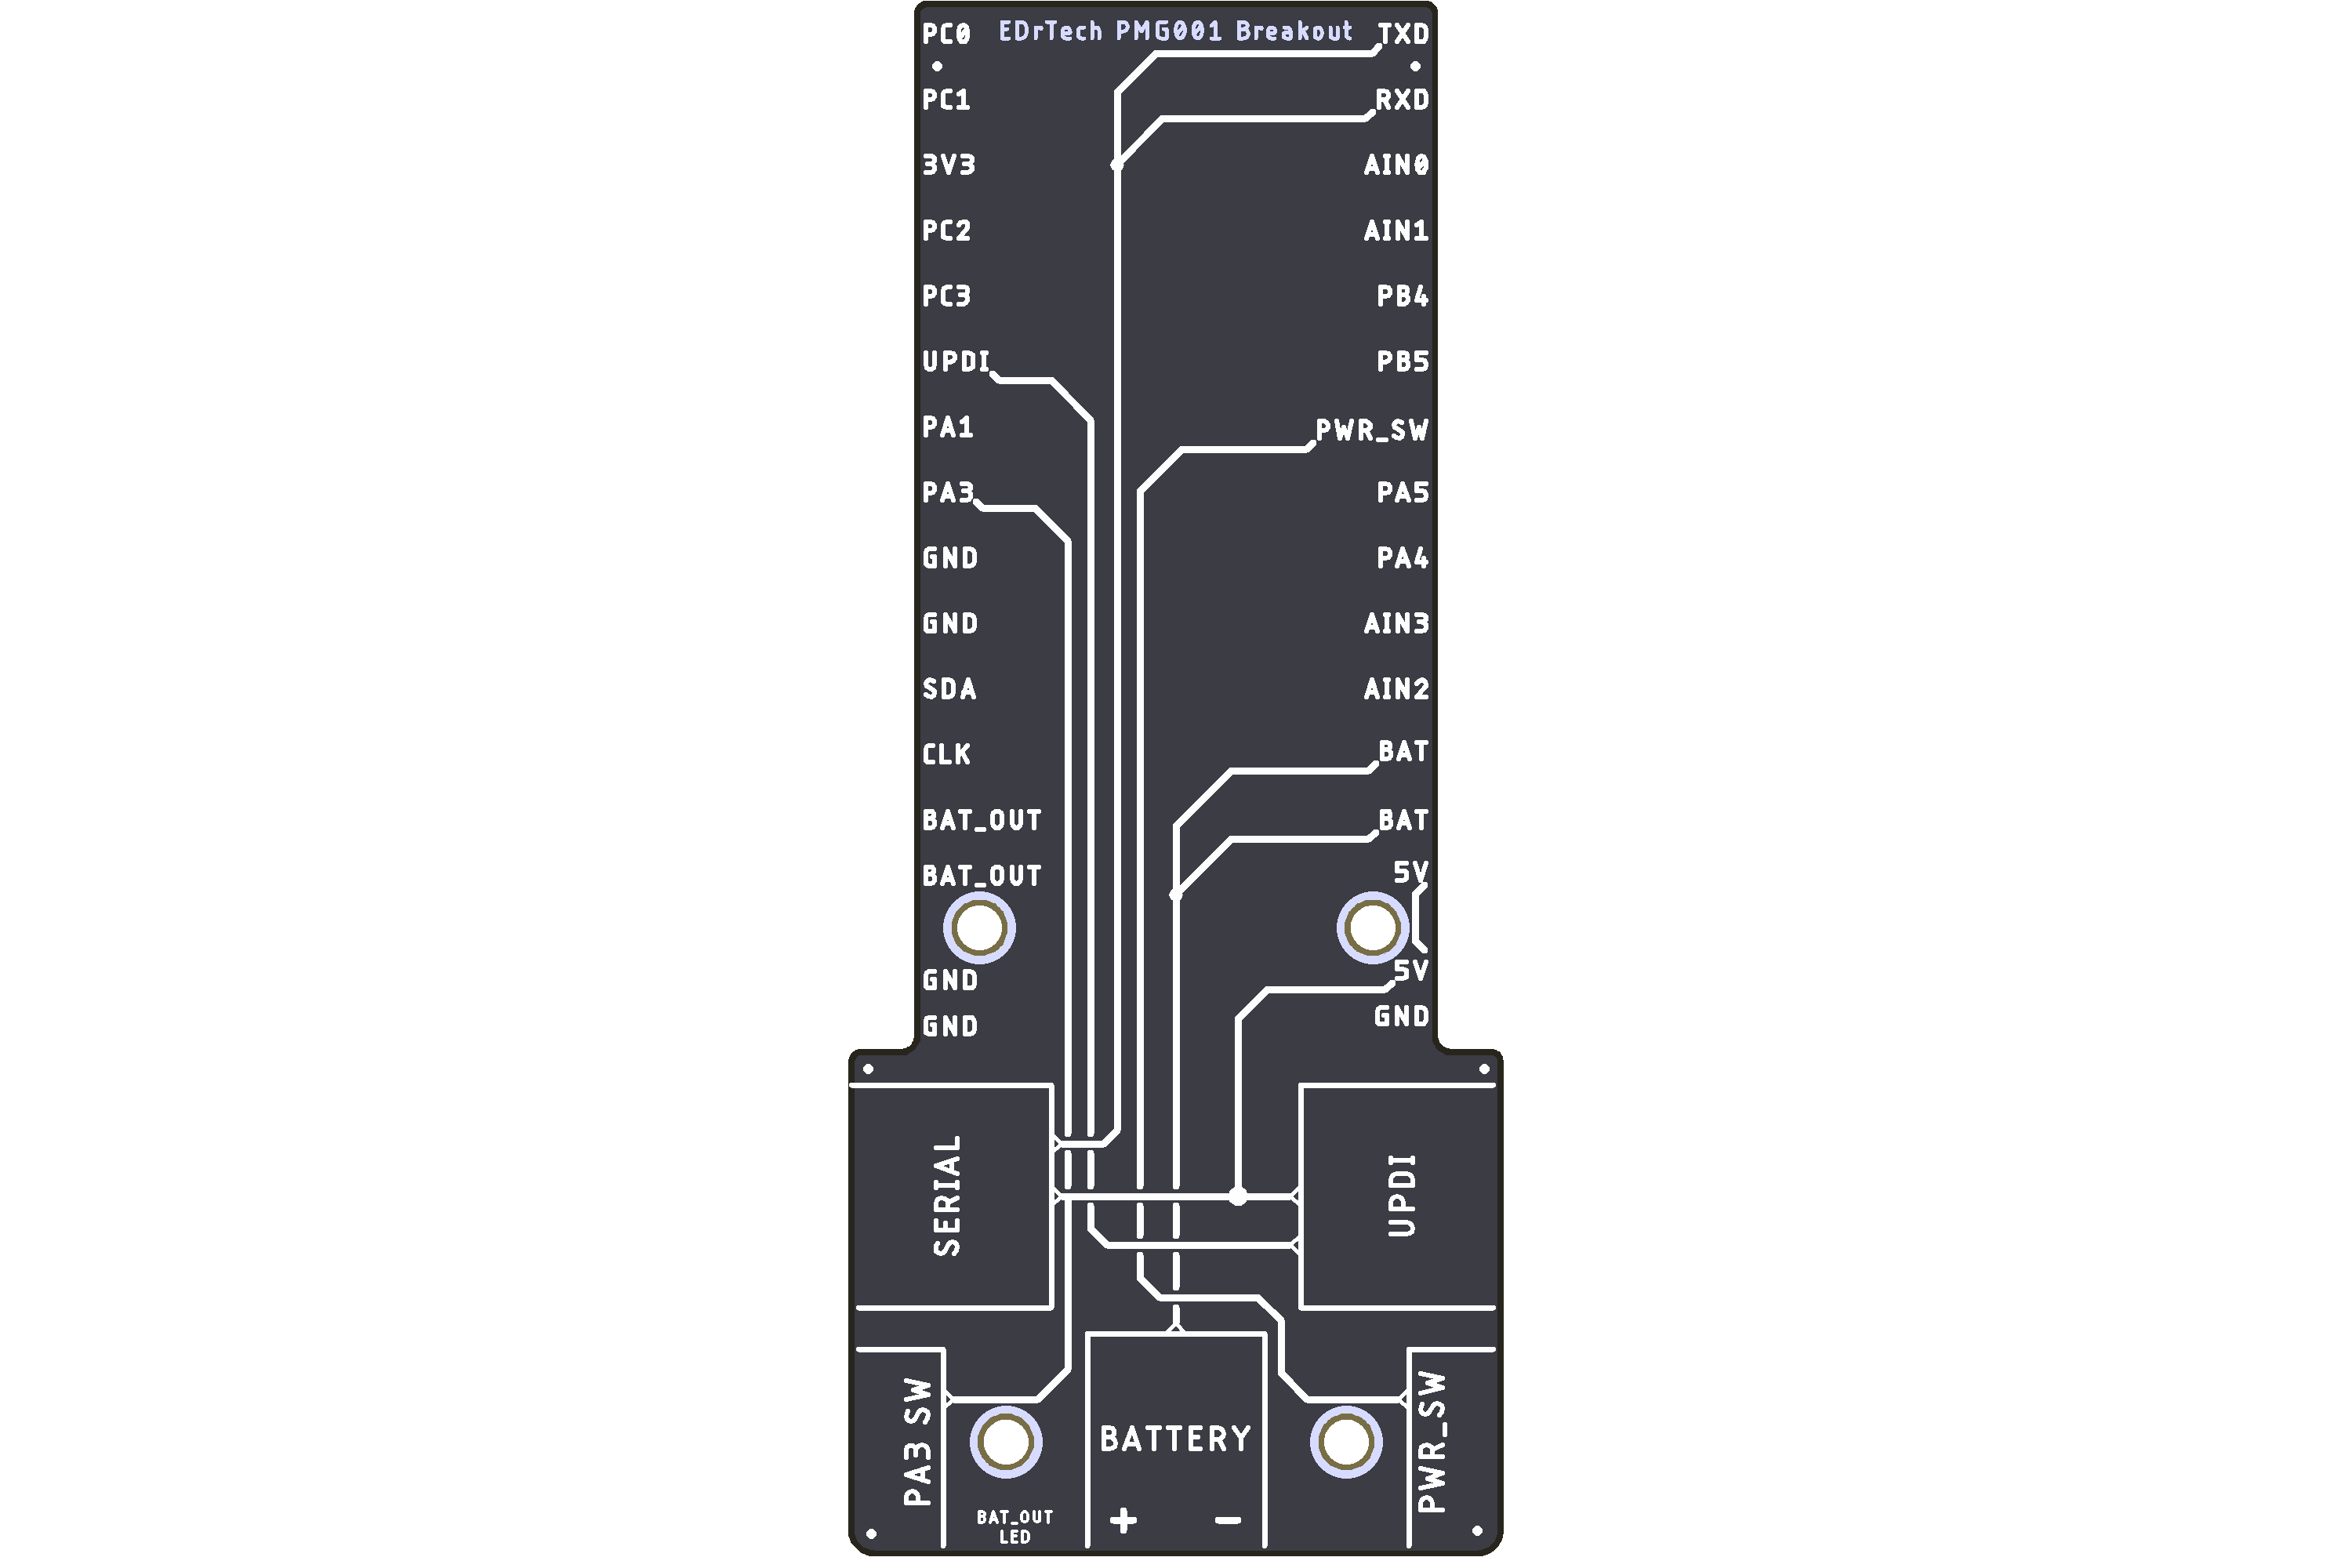 EDrTech PMG001 Breakout
PC0
TXD
PC1
RXD
3V3
AIN0
PC2
AIN1
PC3
PB4
UPDI
PB5
PA1
PWR_SW
PA3
PA5
GND
PA4
GND
AIN3
SDA
AIN2
CLK
BAT
BAT_OUT
BAT
BAT_OUT
5V
GND
5V
GND
GND
SERIAL
UPDI
PA3 SW
BATTERY
PWR_SW
+ -
BAT_OUT
LED